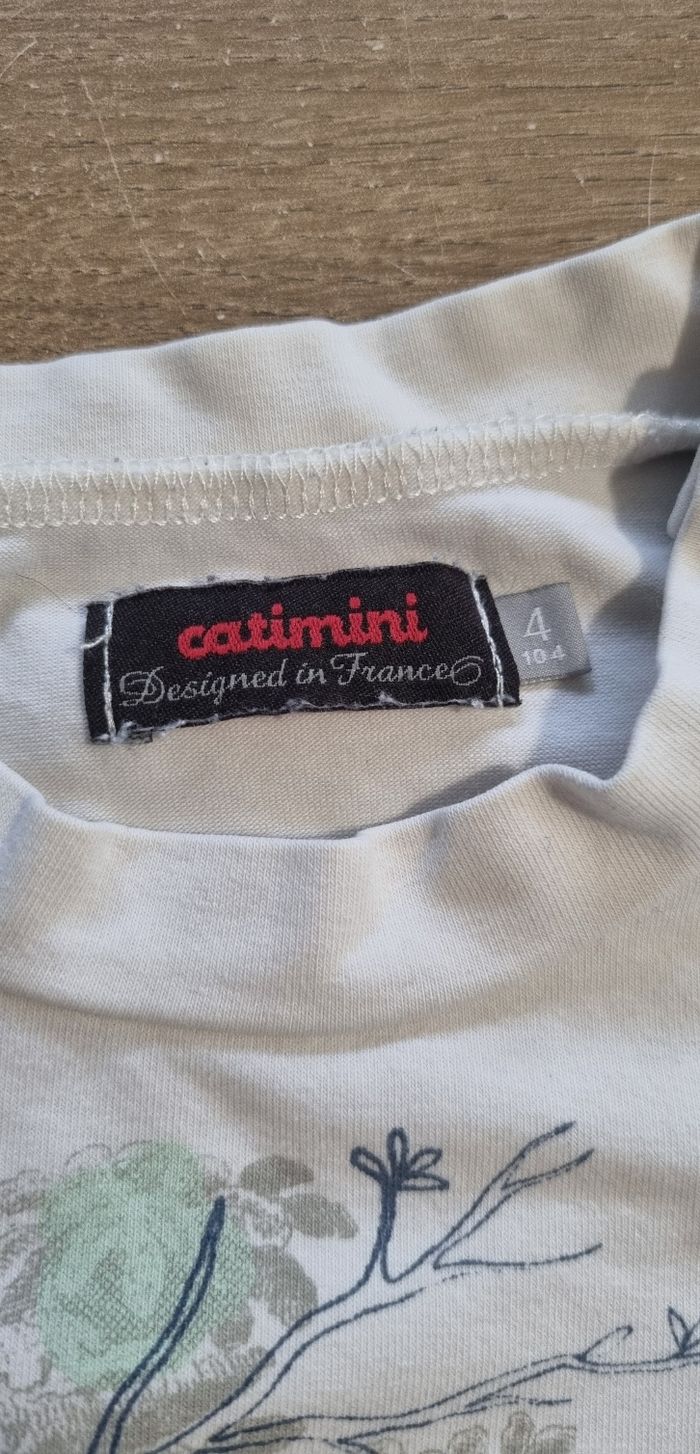 catimini
Designed in France
4
104